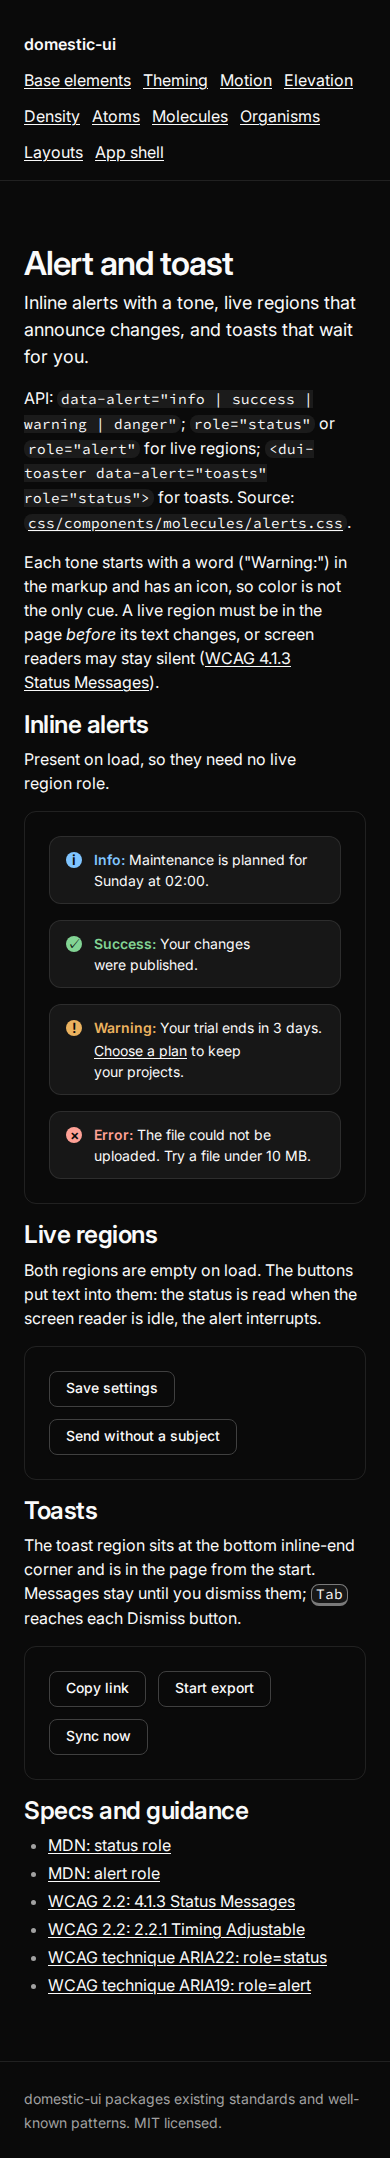 domestic-ui
Base elements Theming Motion Elevation
Density Atoms Molecules Organisms
Layouts App shell
Alert and toast
Inline alerts with a tone, live regions that
announce changes, and toasts that wait
for you.
API: data-alert="info | success |
warning | danger"; role="status" or
role="alert" for live regions; <dui-
toaster data-alert="toasts"
role="status"> for toasts. Source:
css/components/molecules/alerts.css.
Each tone starts with a word ("Warning:") in
the markup and has an icon, so color is not
the only cue. A live region must be in the
page before its text changes, or screen
readers may stay silent (WCAG 4.1.3
Status Messages).
Inline alerts
Present on load, so they need no live
region role.
Info: Maintenance is planned for
Sunday at 02:00.
Success: Your changes
were published.
Warning: Your trial ends in 3 days.
Choose a plan to keep
your projects.
Error: The file could not be
uploaded. Try a file under 10 MB.
Live regions
Both regions are empty on load. The buttons
put text into them: the status is read when the
screen reader is idle, the alert interrupts.
Save settings
Send without a subject
Toasts
The toast region sits at the bottom inline-end
corner and is in the page from the start.
Messages stay until you dismiss them; Tab
reaches each Dismiss button.
Copy link Start export
Sync now
Specs and guidance
MDN: status role
MDN: alert role
WCAG 2.2: 4.1.3 Status Messages
WCAG 2.2: 2.2.1 Timing Adjustable
WCAG technique ARIA22: role=status
WCAG technique ARIA19: role=alert
domestic-ui packages existing standards and well-
known patterns. MIT licensed.